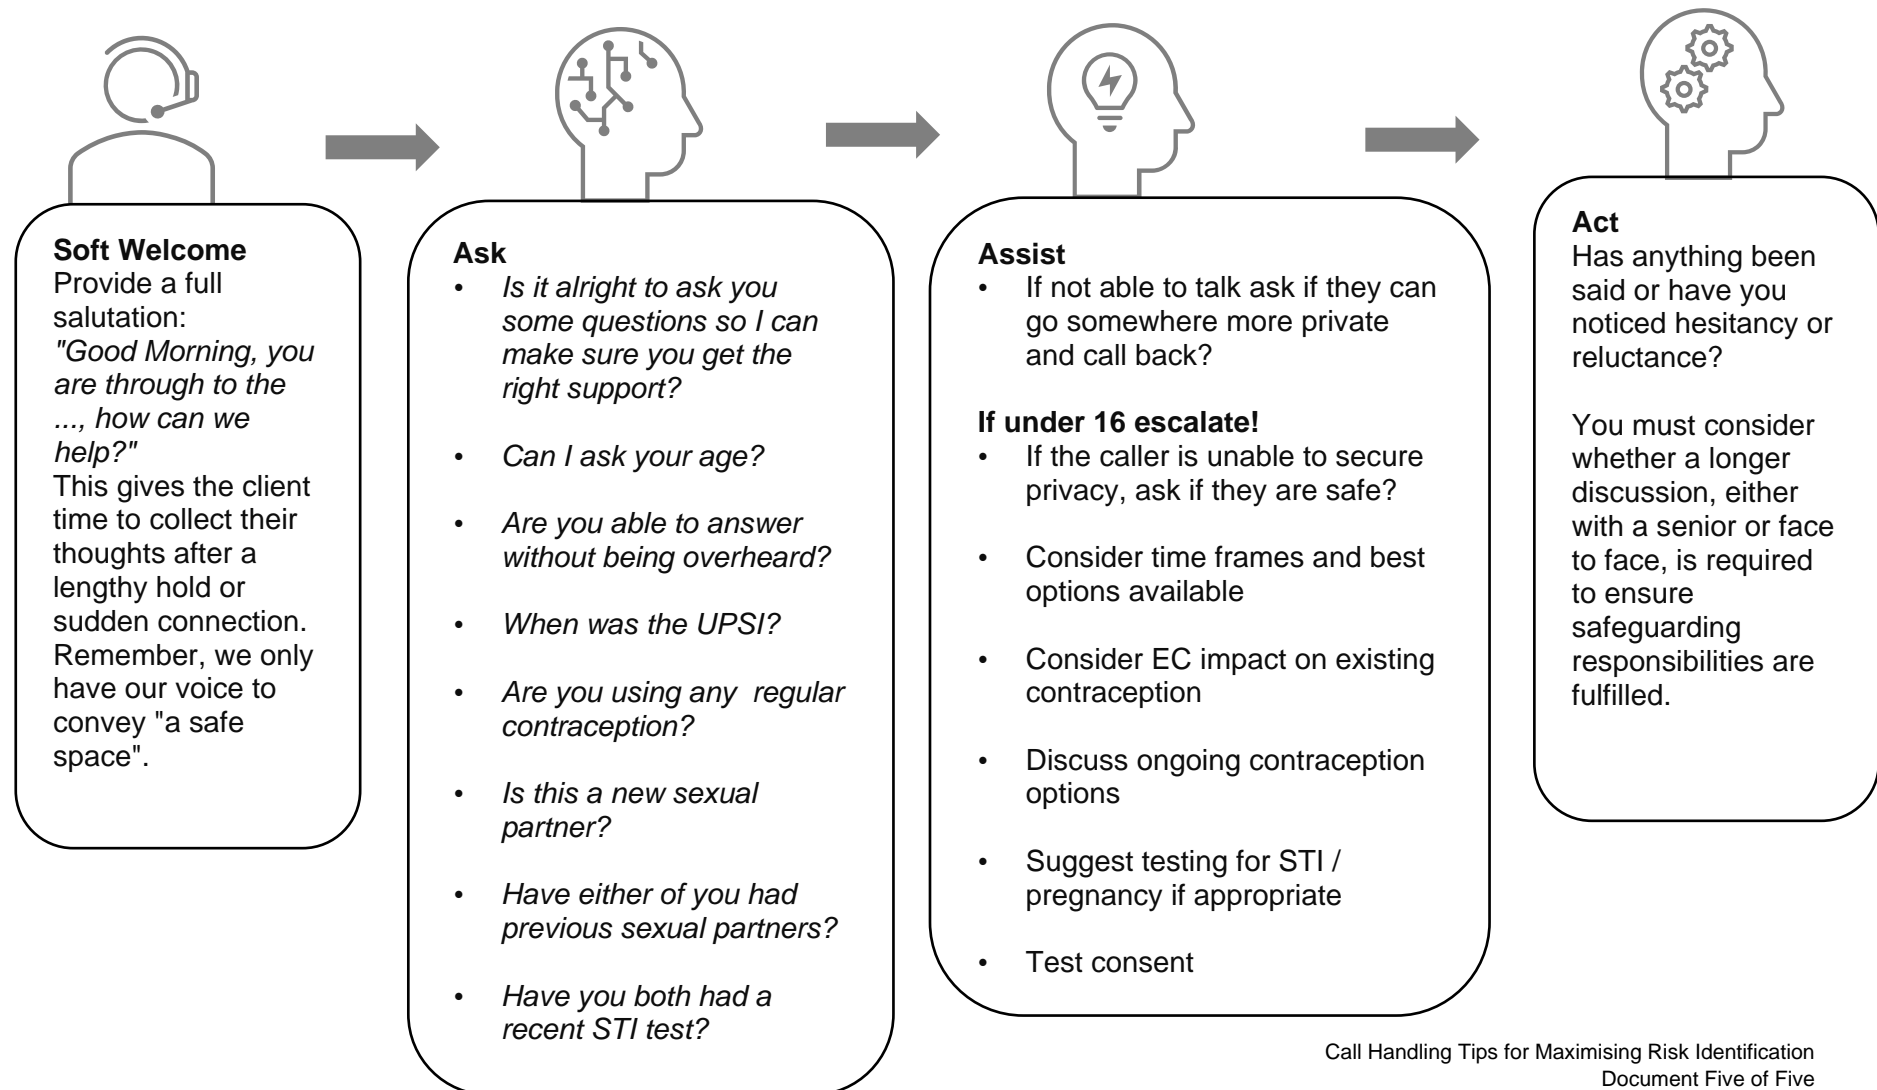 Soft Welcome
Provide a full
salutation:
"Good Morning, you
are through to the
..., how can we
help?"
This gives the client
time to collect their
thoughts after a
lengthy hold or
sudden connection.
Remember, we only
have our voice to
convey "a safe
space".
Ask
• Is it alright to ask you
some questions so I can
make sure you get the
right support?
• Can I ask your age?
• Are you able to answer
without being overheard?
• When was the UPSI?
• Are you using any  regular
contraception?
• Is this a new sexual
partner?
• Have either of you had
previous sexual partners?
• Have you both had a
recent STI test?
Assist
• If not able to talk ask if they can
go somewhere more private
and call back?
If under 16 escalate!
• If the caller is unable to secure
privacy, ask if they are safe?
• Consider time frames and best
options available
• Consider EC impact on existing
contraception
• Discuss ongoing contraception
options
• Suggest testing for STI /
pregnancy if appropriate
• Test consent
Act
Has anything been
said or have you
noticed hesitancy or
reluctance?
You must consider
whether a longer
discussion, either
with a senior or face
to face, is required
to ensure
safeguarding
responsibilities are
fulfilled.
Call Handling Tips for Maximising Risk Identification
Document Five of Five